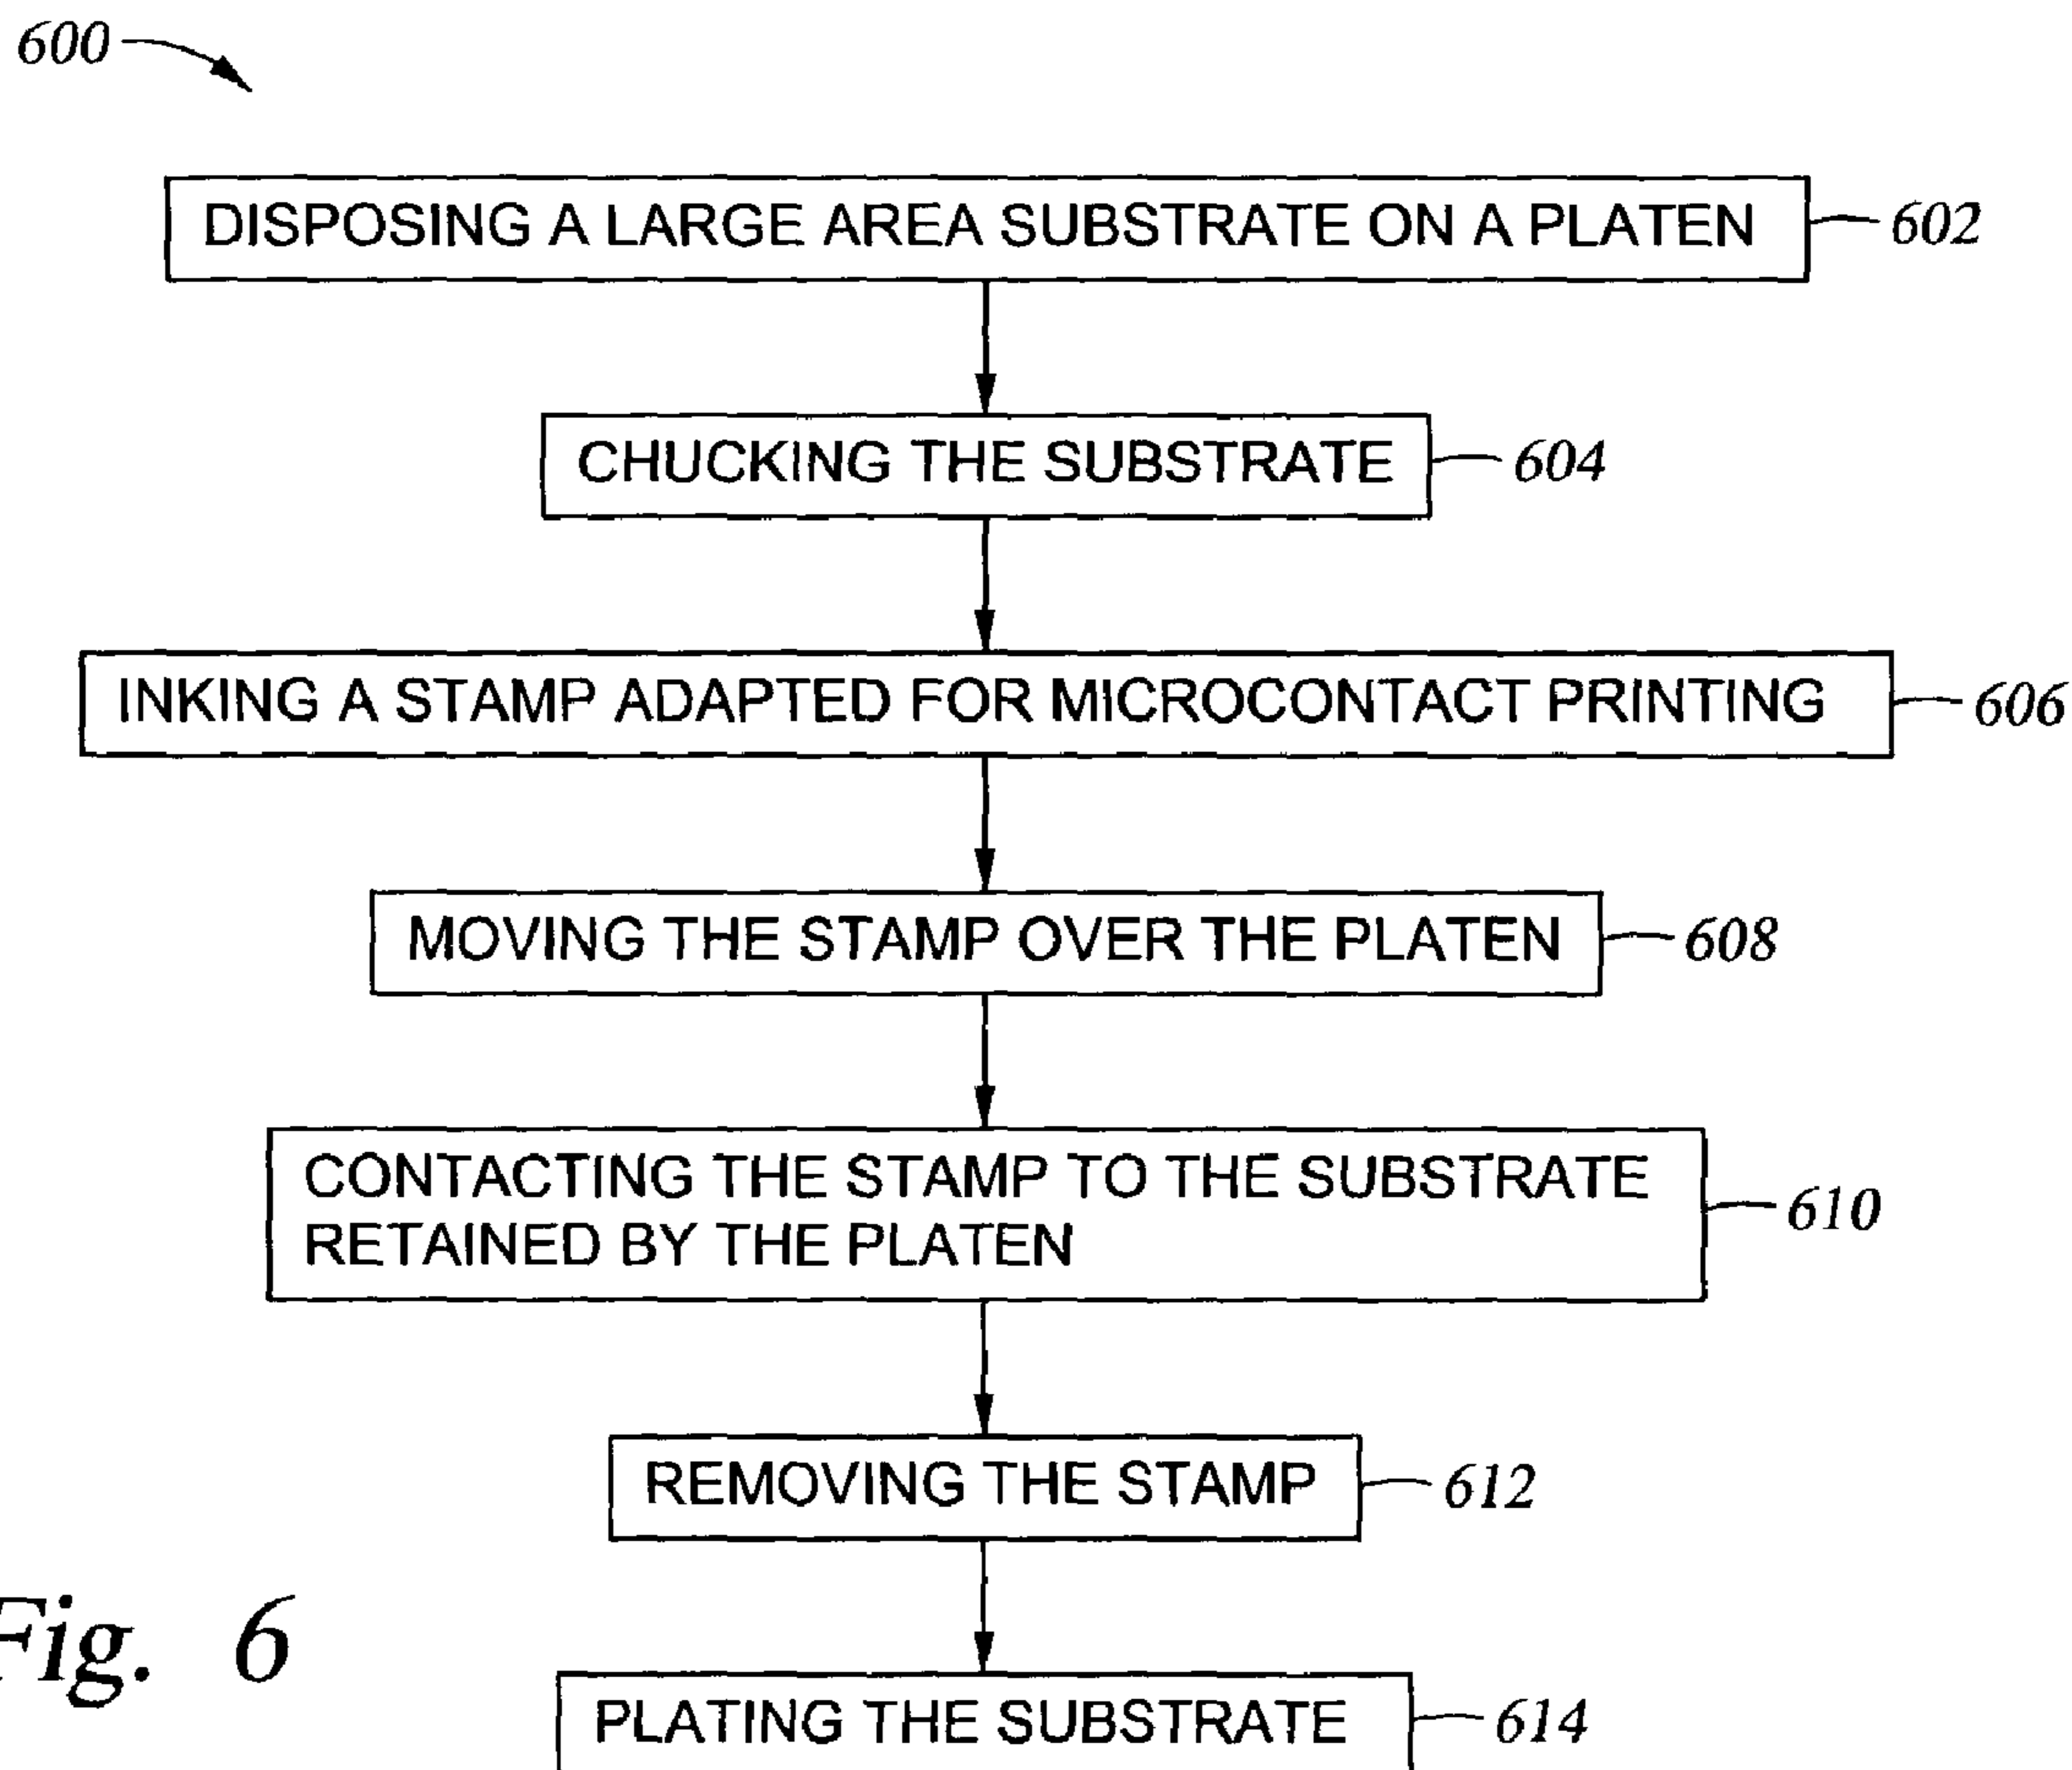 600
DISPOSING A LARGE AREA SUBSTRATE ON A PLATEN 602
CHUCKING THE SUBSTRATE 604
INKING A STAMP ADAPTED FOR MICROCONTACT PRINTING 606
MOVING THE STAMP OVER THE PLATEN 608
CONTACTING THE STAMP TO THE SUBSTRATE
RETAINED BY THE PLATEN 610
REMOVING THE STAMP 612
Fig. 6
PLATING THE SUBSTRATE 614